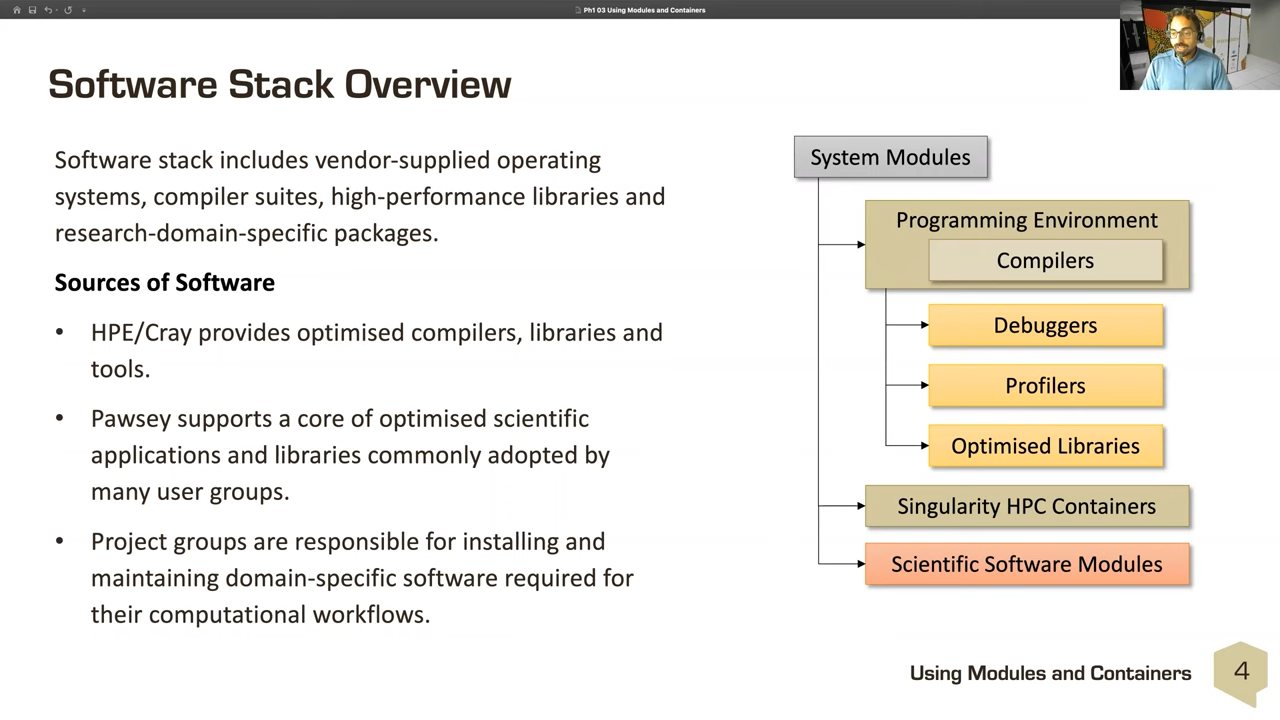 Ph1 03 Using Modules and Containers
Software Stack Overview
Software stack includes vendor-supplied operating
systems, compiler suites, high-performance libraries and
research-domain-specific packages.
Sources of Software
• HPE/Cray provides optimised compilers, libraries and
tools.
• Pawsey supports a core of optimised scientific
applications and libraries commonly adopted by
many user groups.
• Project groups are responsible for installing and
maintaining domain-specific software required for
their computational workflows.
System Modules
Programming Environment
Compilers
Debuggers
Profilers
Optimised Libraries
Singularity HPC Containers
Scientific Software Modules
Using Modules and Containers
4